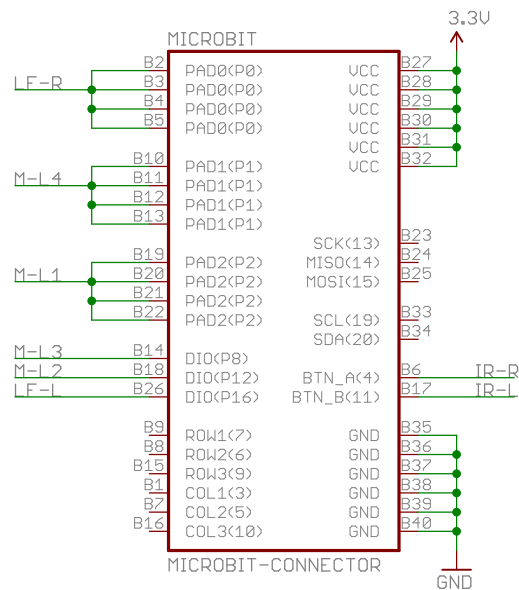 3.3V
MICROBIT
B2 PAD0(P0) VCC B27
LF-R B3 PAD0(P0) VCC B28
B4 PAD0(P0) VCC B29
B5 PAD0(P0) VCC B30
VCC B31
B10 PAD1(P1) VCC B32
M-L4 B11 PAD1(P1)
B12 PAD1(P1)
B13 PAD1(P1)
SCK(13) B23
B19 PAD2(P2) MISO(14) B24
M-L1 B20 PAD2(P2) MOSI(15) B25
B21 PAD2(P2)
B22 PAD2(P2) SCL(19) B33
SDA(20) B34
M-L3 B14 DIO(P8)
M-L2 B18 DIO(P12) BTN_A(4) B6 IR-R
LF-L B26 DIO(P16) BTN_B(11) B17 IR-L
B9 ROW1(7) GND B35
B8 ROW2(6) GND B36
B15 ROW3(9) GND B37
B1 COL1(3) GND B38
B7 COL2(5) GND B39
B16 COL3(10) GND B40
MICROBIT-CONNECTOR
GND